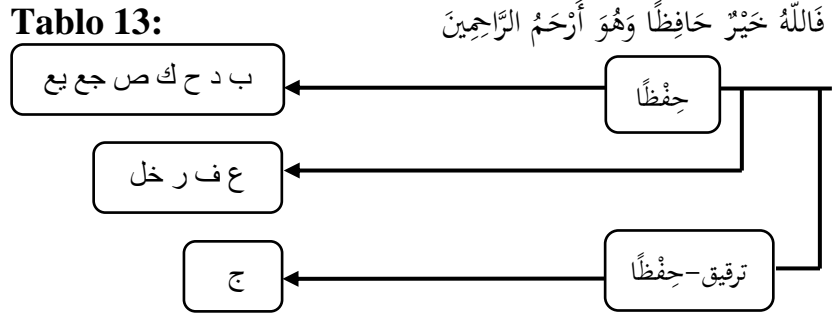 Tablo 13:
فَاللّٰهُ خَيْرٌ حَافِظًا وَهُوَ أَرْحَمُ الرَّاحِمِينَ
حِفْظًا
ب د ح ك ص جع يع
ع ف ر خل
ترقيق-حِفْظًا
ج